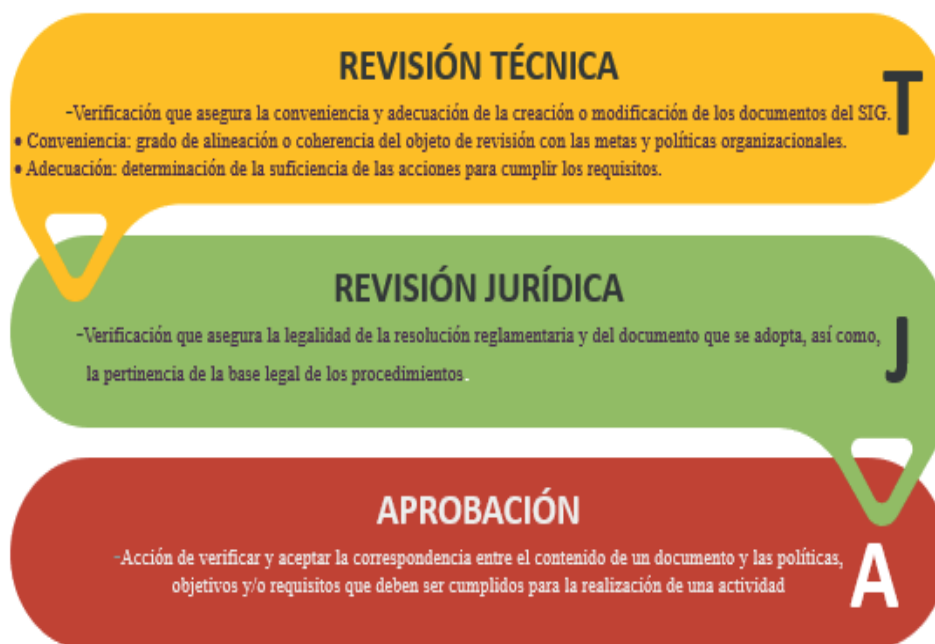 REVISIÓN TÉCNICA
T
-Verificación que asegura la conveniencia y adecuación de la creación o modificación de los documentos del SIG.
• Conveniencia: grado de alineación o coherencia del objeto de revisión con las metas y políticas organizacionales.
• Adecuación: determinación de la suficiencia de las acciones para cumplir los requisitos.
REVISIÓN JURÍDICA
-Verificación que asegura la legalidad de la resolución reglamentaria y del documento que se adopta, así como,
la pertinencia de la base legal de los procedimientos.
J
APROBACIÓN
-Acción de verificar y aceptar la correspondencia entre el contenido de un documento y las políticas,
objetivos y/o requisitos que deben ser cumplidos para la realización de una actividad
A